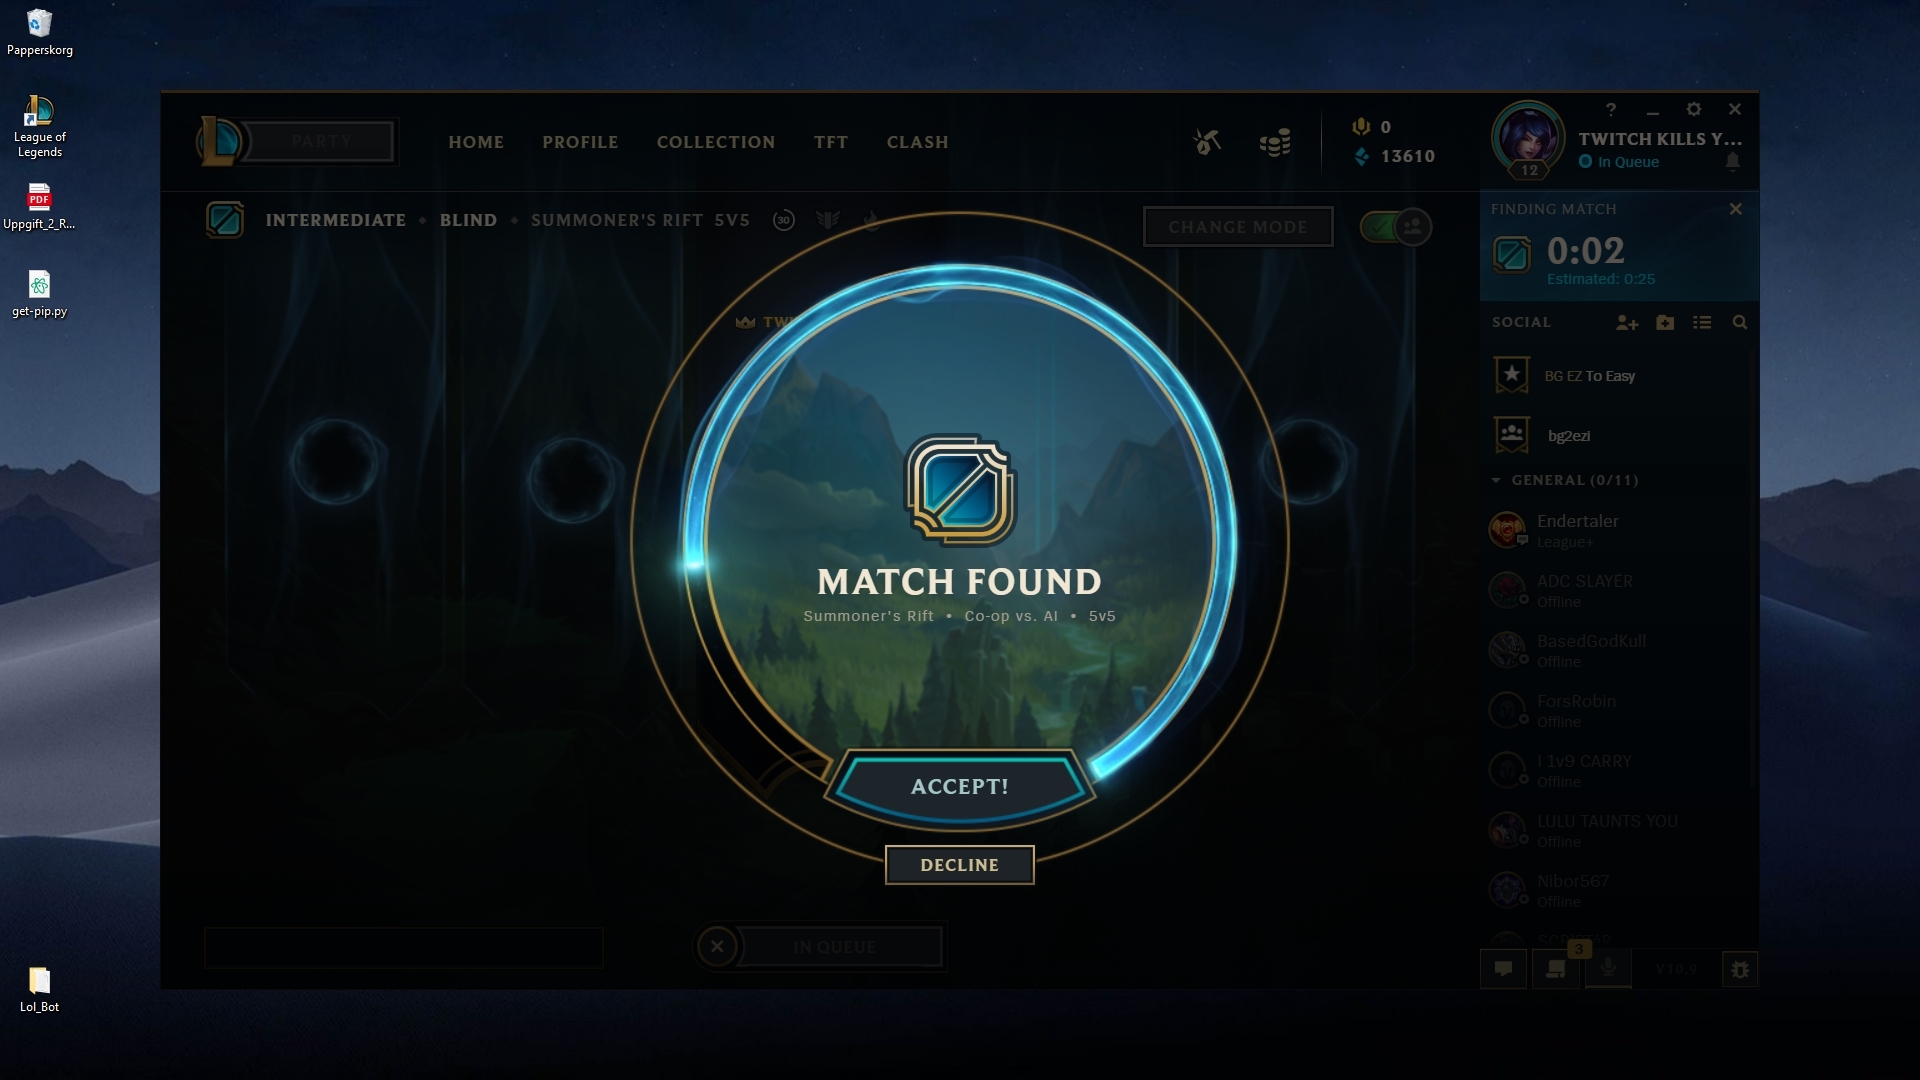 Papperskorg
League of
Legends
Uppgift_2_R...
get-pip.py
Lol_Bot
PARTY
HOME
PROFILE
COLLECTION
TFT
CLASH
0
13610
?
TWITCH KILLS Y...
In Queue
12
INTERMEDIATE • BLIND • SUMMONER'S RIFT 5V5
30
CHANGE MODE
FINDING MATCH
0:02
Estimated: 0:25
MATCH FOUND
Summoner's Rift • Co-op vs. AI • 5v5
ACCEPT!
DECLINE
IN QUEUE
SOCIAL
BG EZ To Easy
bg2ezi
GENERAL (0/11)
Endertaler
League+
ADC SLAYER
Offline
BasedGodKull
Offline
ForsRobin
Offline
I 1v9 CARRY
Offline
LULU TAUNTS YOU
Offline
Nibor567
Offline
3
V10.9
PDF